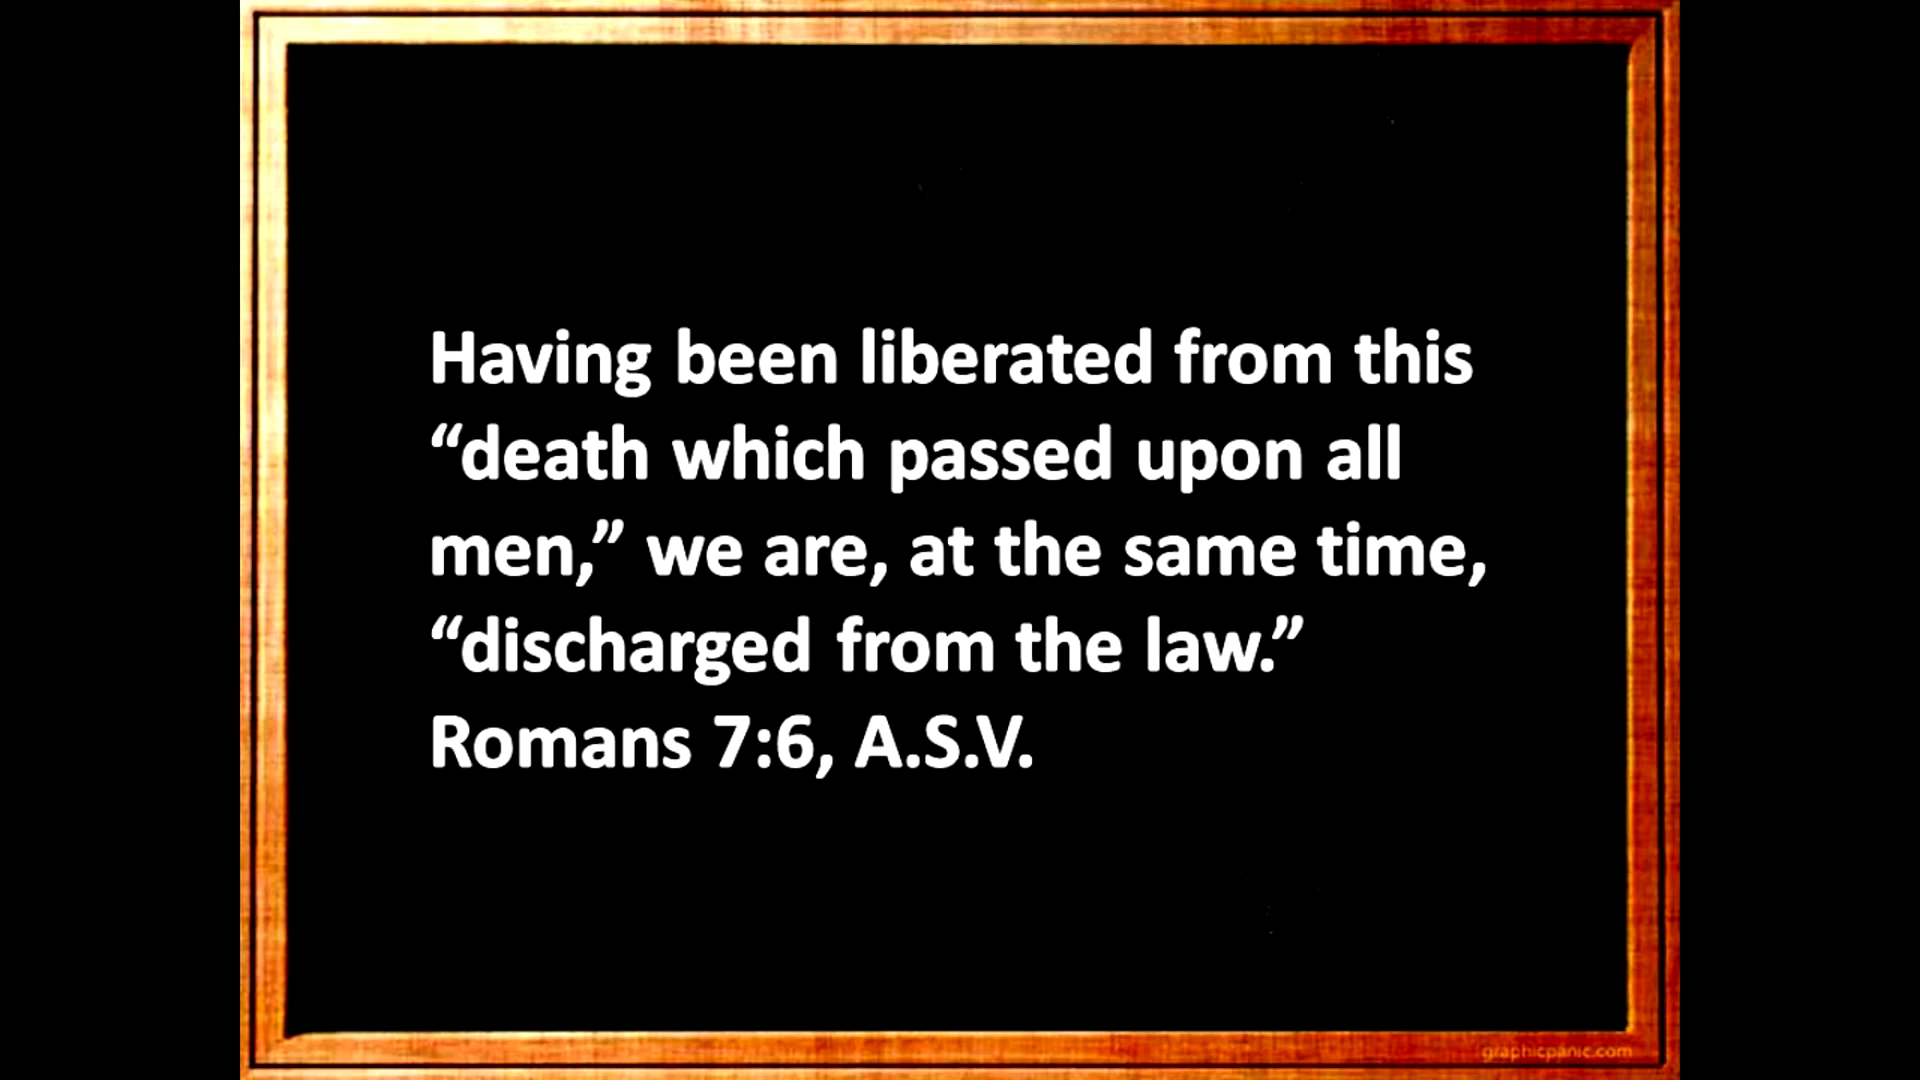 Having been liberated from this
“death which passed upon all
men,” we are, at the same time,
“discharged from the law.”
Romans 7:6, A.S.V.
graphicpanic.com